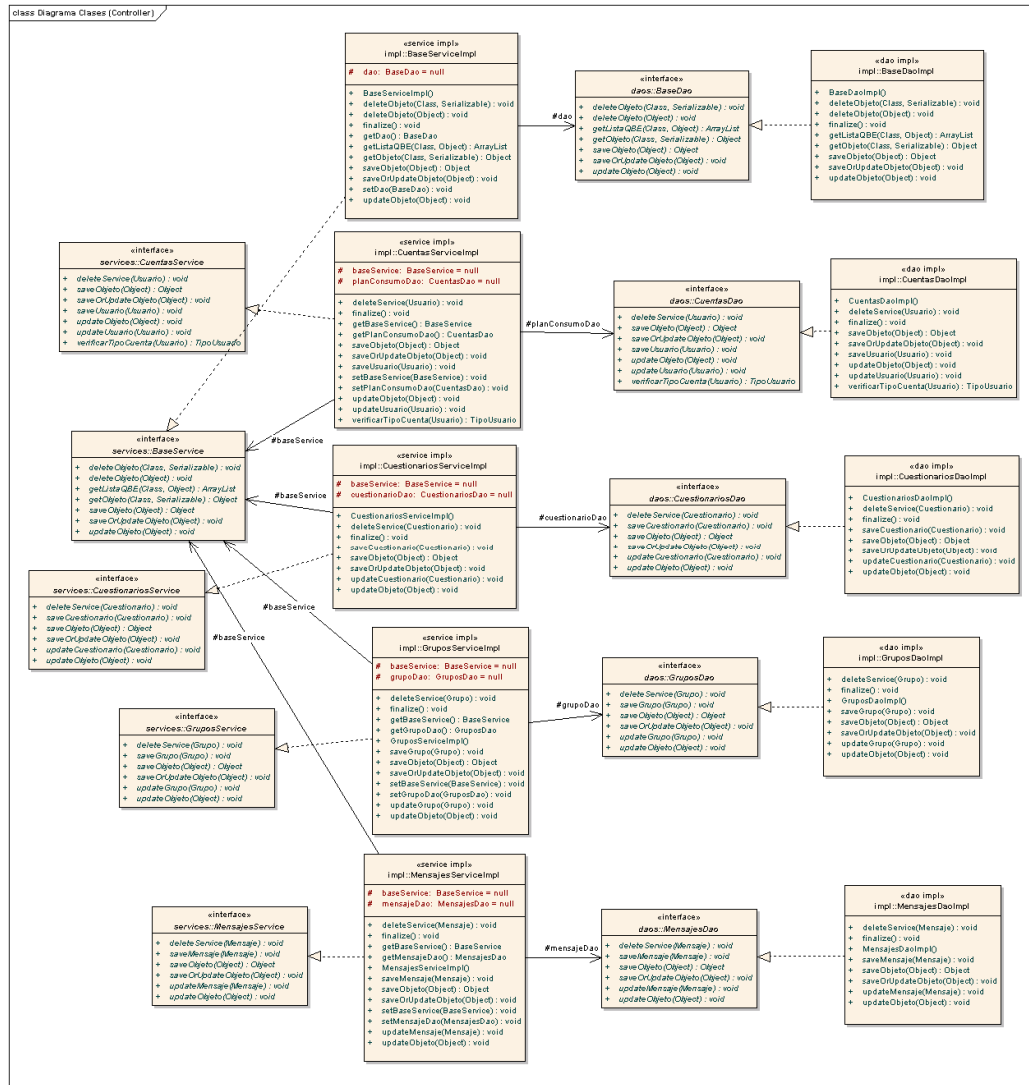 class Diagrama Clases (Controller)
«service impl»
impl::BaseServiceImpl
# dao: BaseDao = null
+ BaseServiceImpl()
+ deleteObjeto(Class, Serializable) : void
+ deleteObjeto(Object) : void
+ finalize() : void
+ getDao() : BaseDao
+ getListaQBE(Class, Object) : ArrayList
+ getObjeto(Class, Serializable) : Object
+ saveObjeto(Object) : Object
+ saveOrUpdateObjeto(Object) : void
+ setDao(BaseDao) : void
+ updateObjeto(Object) : void
#dao
«interface»
daos::BaseDao
+ deleteObjeto(Class, Serializable) : void
+ deleteObjeto(Object) : void
+ getListaQBE(Class, Object) : ArrayList
+ getObjeto(Class, Serializable) : Object
+ saveObjeto(Object) : Object
+ saveOrUpdateObjeto(Object) : void
+ updateObjeto(Object) : void
«dao impl»
impl::BaseDaoImpl
+ BaseDaoImpl()
+ deleteObjeto(Class, Serializable) : void
+ deleteObjeto(Object) : void
+ finalize() : void
+ getListaQBE(Class, Object) : ArrayList
+ getObjeto(Class, Serializable) : Object
+ saveObjeto(Object) : Object
+ saveOrUpdateObjeto(Object) : void
+ updateObjeto(Object) : void
«interface»
services::CuentasService
+ deleteService(Usuario) : void
+ saveObjeto(Object) : Object
+ saveOrUpdateObjeto(Object) : void
+ saveUsuario(Usuario) : void
+ updateObjeto(Object) : void
+ updateUsuario(Usuario) : void
+ verificarTipoCuenta(Usuario) : TipoUsuario
«service impl»
impl::CuentasServiceImpl
# baseService: BaseService = null
# planConsumoDao: CuentasDao = null
+ deleteService(Usuario) : void
+ finalize() : void
+ getBaseService() : BaseService
+ getPlanConsumoDao() : CuentasDao
+ saveObjeto(Object) : Object
+ saveOrUpdateObjeto(Object) : void
+ saveUsuario(Usuario) : void
+ setBaseService(BaseService) : void
+ setPlanConsumoDao(CuentasDao) : void
+ updateObjeto(Object) : void
+ updateUsuario(Usuario) : void
+ verificarTipoCuenta(Usuario) : TipoUsuario
#planConsumoDao
«interface»
daos::CuentasDao
+ deleteService(Usuario) : void
+ saveObjeto(Object) : Object
+ saveOrUpdateObjeto(Object) : void
+ saveUsuario(Usuario) : void
+ updateObjeto(Object) : void
+ updateUsuario(Usuario) : void
+ verificarTipoCuenta(Usuario) : TipoUsuario
«dao impl»
impl::CuentasDaoImpl
+ CuentasDaoImpl()
+ deleteService(Usuario) : void
+ finalize() : void
+ saveObjeto(Object) : Object
+ saveOrUpdateObjeto(Object) : void
+ saveUsuario(Usuario) : void
+ updateObjeto(Object) : void
+ updateUsuario(Usuario) : void
+ verificarTipoCuenta(Usuario) : TipoUsuario
«interface»
services::BaseService
+ deleteObjeto(Class, Serializable) : void
+ deleteObjeto(Object) : void
+ getListaQBE(Class, Object) : ArrayList
+ getObjeto(Class, Serializable) : Object
+ saveObjeto(Object) : Object
+ saveOrUpdateObjeto(Object) : void
+ updateObjeto(Object) : void
#baseService
#baseService
#baseService
#baseService
«service impl»
impl::CuestionariosServiceImpl
# baseService: BaseService = null
# cuestionarioDao: CuestionariosDao = null
+ CuestionariosServiceImpl()
+ deleteService(Cuestionario) : void
+ finalize() : void
+ saveCuestionario(Cuestionario) : void
+ saveObjeto(Object) : Object
+ saveOrUpdateObjeto(Object) : void
+ updateCuestionario(Cuestionario) : void
+ updateObjeto(Object) : void
#cuestionarioDao
«interface»
daos::CuestionariosDao
+ deleteService(Cuestionario) : void
+ saveCuestionario(Cuestionario) : void
+ saveObjeto(Object) : Object
+ saveOrUpdateObjeto(Object) : void
+ updateCuestionario(Cuestionario) : void
+ updateObjeto(Object) : void
«dao impl»
impl::CuestionariosDaoImpl
+ CuestionariosDaoImpl()
+ deleteService(Cuestionario) : void
+ finalize() : void
+ saveCuestionario(Cuestionario) : void
+ saveObjeto(Object) : Object
+ saveOrUpdateObjeto(Object) : void
+ updateCuestionario(Cuestionario) : void
+ updateObjeto(Object) : void
«interface»
services::CuestionariosService
+ deleteService(Cuestionario) : void
+ saveCuestionario(Cuestionario) : void
+ saveObjeto(Object) : Object
+ saveOrUpdateObjeto(Object) : void
+ updateCuestionario(Cuestionario) : void
+ updateObjeto(Object) : void
«service impl»
impl::GruposServiceImpl
# baseService: BaseService = null
# grupoDao: GruposDao = null
+ deleteService(Grupo) : void
+ finalize() : void
+ getBaseService() : BaseService
+ getGrupoDao() : GruposDao
+ GruposServiceImpl()
+ saveGrupo(Grupo) : void
+ saveObjeto(Object) : Object
+ saveOrUpdateObjeto(Object) : void
+ setBaseService(BaseService) : void
+ setGrupoDao(GruposDao) : void
+ updateGrupo(Grupo) : void
+ updateObjeto(Object) : void
#grupoDao
«interface»
daos::GruposDao
+ deleteService(Grupo) : void
+ saveGrupo(Grupo) : void
+ saveObjeto(Object) : Object
+ saveOrUpdateObjeto(Object) : void
+ updateGrupo(Grupo) : void
+ updateObjeto(Object) : void
«dao impl»
impl::GruposDaoImpl
+ deleteService(Grupo) : void
+ finalize() : void
+ GruposDaoImpl()
+ saveGrupo(Grupo) : void
+ saveObjeto(Object) : Object
+ saveOrUpdateObjeto(Object) : void
+ updateGrupo(Grupo) : void
+ updateObjeto(Object) : void
«interface»
services::GruposService
+ deleteService(Grupo) : void
+ saveGrupo(Grupo) : void
+ saveObjeto(Object) : Object
+ saveOrUpdateObjeto(Object) : void
+ updateGrupo(Grupo) : void
+ updateObjeto(Object) : void
«service impl»
impl::MensajesServiceImpl
# baseService: BaseService = null
# mensajeDao: MensajesDao = null
+ deleteService(Mensaje) : void
+ finalize() : void
+ getBaseService() : BaseService
+ getMensajeDao() : MensajesDao
+ MensajesServiceImpl()
+ saveMensaje(Mensaje) : void
+ saveObjeto(Object) : Object
+ saveOrUpdateObjeto(Object) : void
+ setBaseService(BaseService) : void
+ setMensajeDao(MensajesDao) : void
+ updateMensaje(Mensaje) : void
+ updateObjeto(Object) : void
#mensajeDao
«interface»
services::MensajesService
+ deleteService(Mensaje) : void
+ saveMensaje(Mensaje) : void
+ saveObjeto(Object) : Object
+ saveOrUpdateObjeto(Object) : void
+ updateMensaje(Mensaje) : void
+ updateObjeto(Object) : void
«interface»
daos::MensajesDao
+ deleteService(Mensaje) : void
+ saveMensaje(Mensaje) : void
+ saveObjeto(Object) : Object
+ saveOrUpdateObjeto(Object) : void
+ updateMensaje(Mensaje) : void
+ updateObjeto(Object) : void
«dao impl»
impl::MensajesDaoImpl
+ deleteService(Mensaje) : void
+ finalize() : void
+ MensajesDaoImpl()
+ saveMensaje(Mensaje) : void
+ saveObjeto(Object) : Object
+ saveOrUpdateObjeto(Object) : void
+ updateMensaje(Mensaje) : void
+ updateObjeto(Object) : void